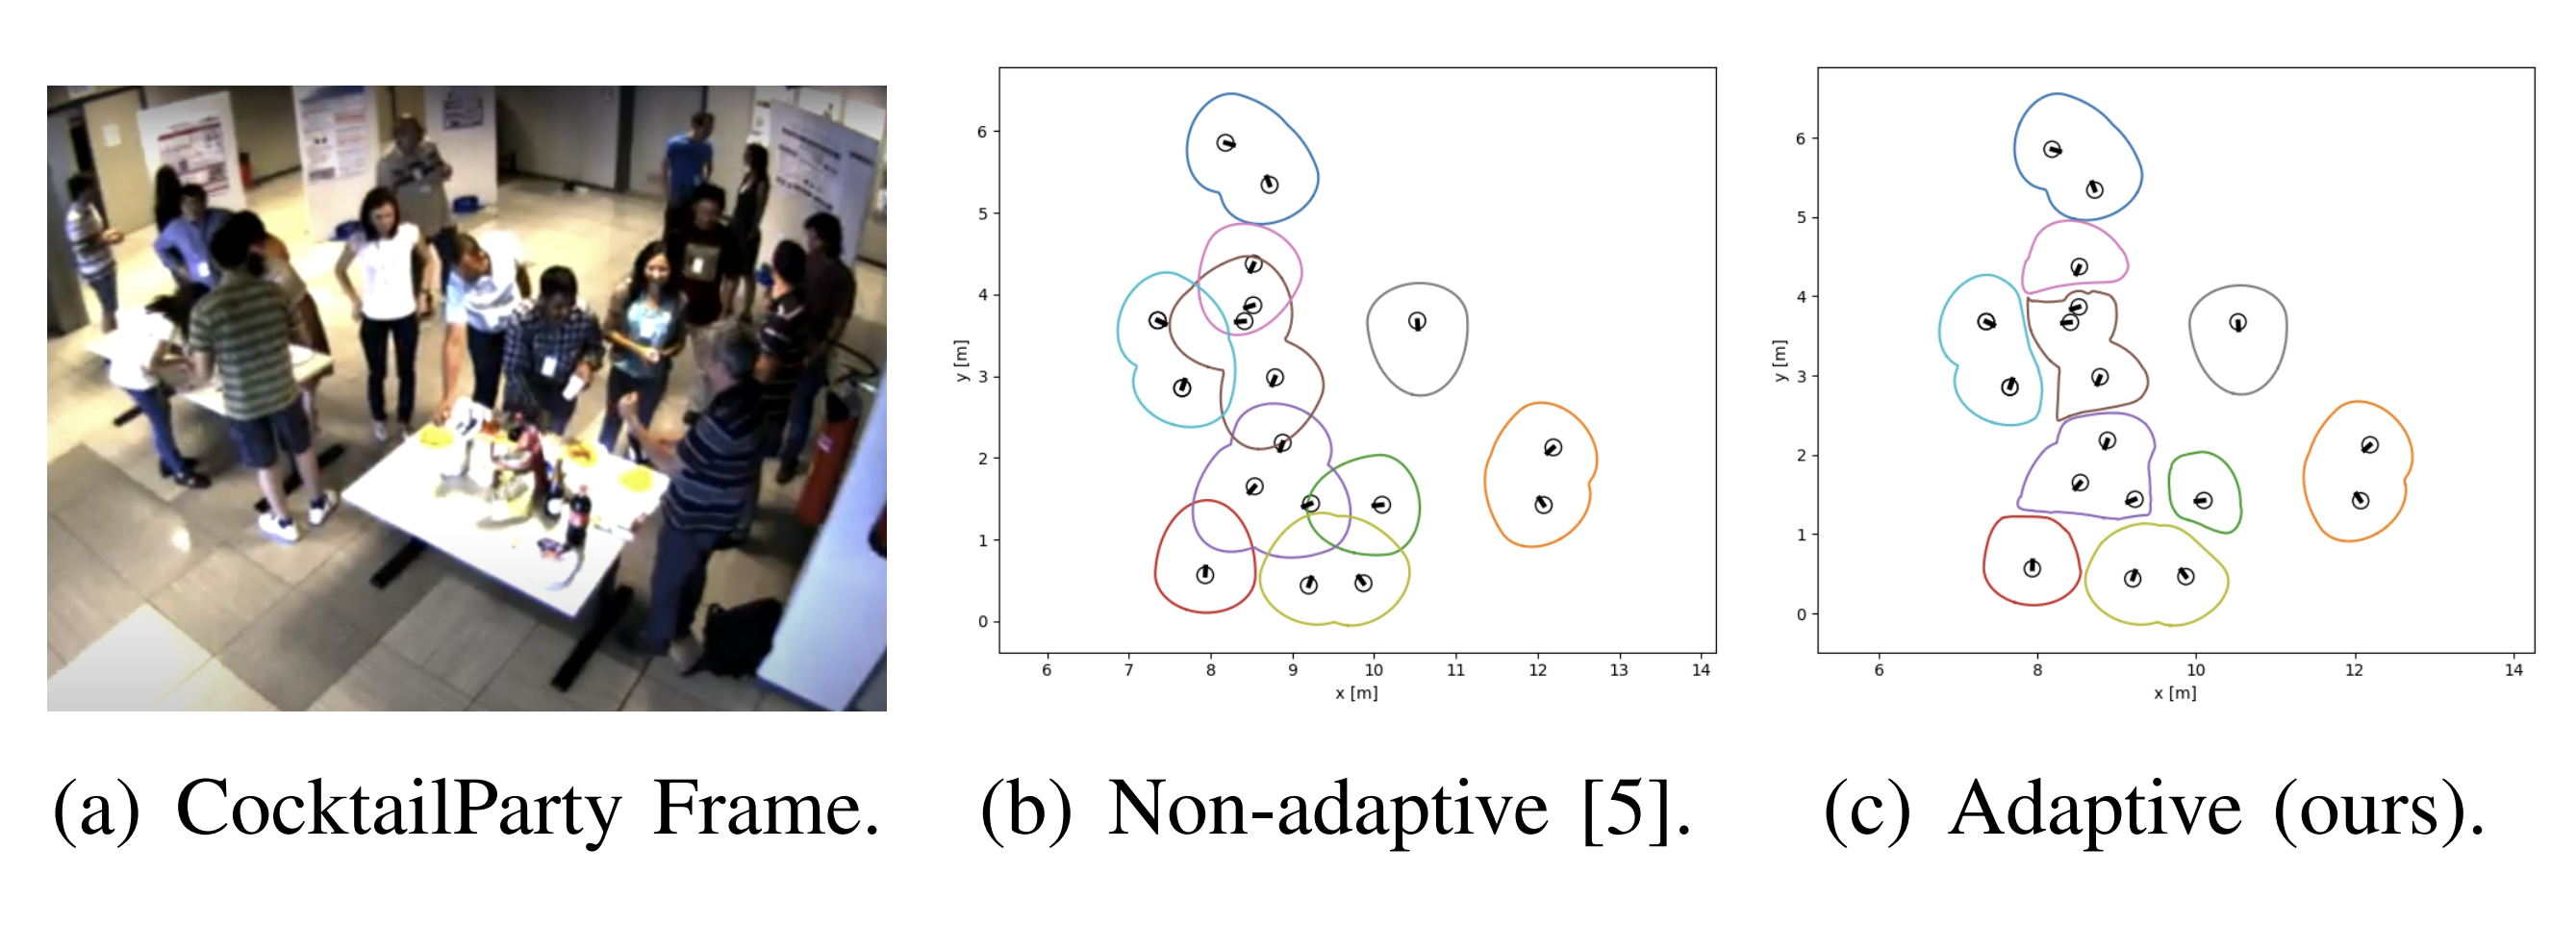 6
5
4
3
2
1
0
y [m]
6 7 8 9 10 11 12 13 14
x [m]
6
5
4
3
2
1
0
y [m]
6 8 10 12 14
x [m]
(a) CocktailParty Frame.
(b) Non-adaptive [5].
(c) Adaptive (ours).